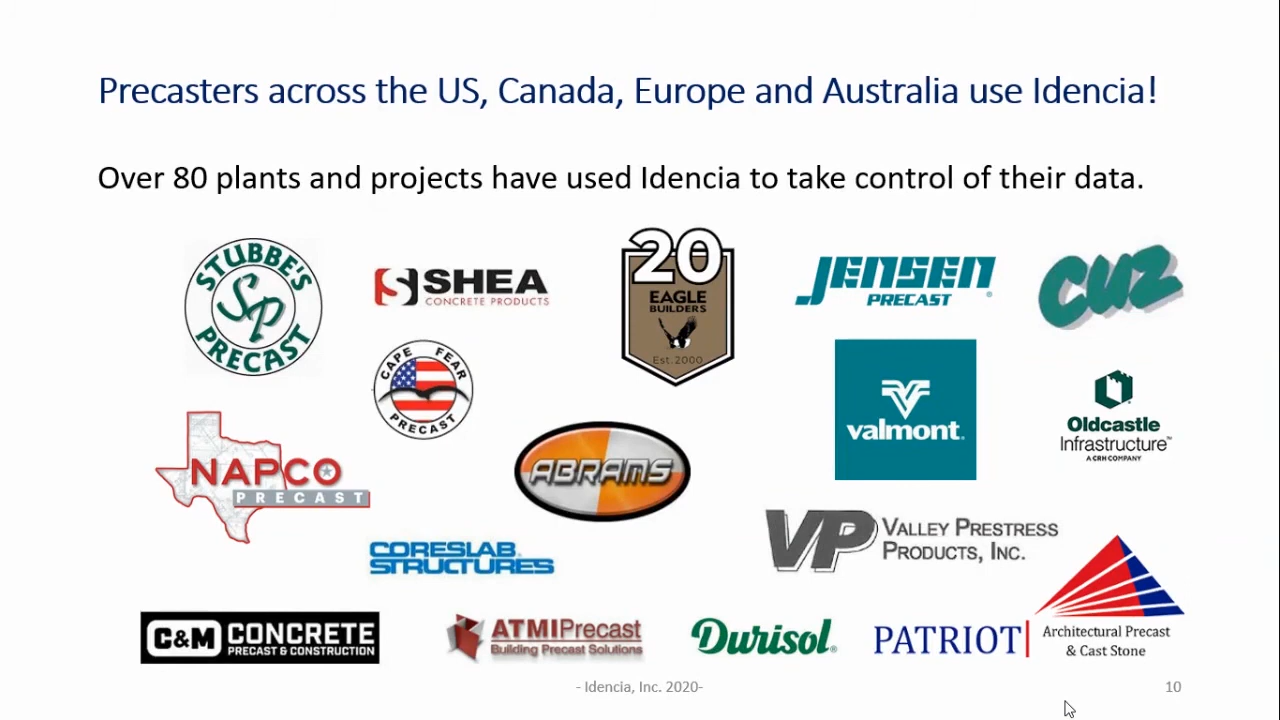 Precasters across the US, Canada, Europe and Australia use Idencia!
Over 80 plants and projects have used Idencia to take control of their data.
STUBBE'S
SP
PRECAST
SHEA
CONCRETE PRODUCTS
20
EAGLE
BUILDERS
Est. 2000
JENSEN
PRECAST
CUZ
CAPE FEAR
PRECAST
valmont
Oldcastle
Infrastructure™
A CRH COMPANY
NAPCO
PRECAST
ABRAMS
CORESLAB
STRUCTURES
VP
VALLEY PRESTRESS
PRODUCTS, INC.
C&M
CONCRETE
PRECAST & CONSTRUCTION
ATMIPrecast
Building Precast Solutions
Durisol®
PATRIOT
Architectural Precast
& Cast Stone
- Idencia, Inc. 2020-
10